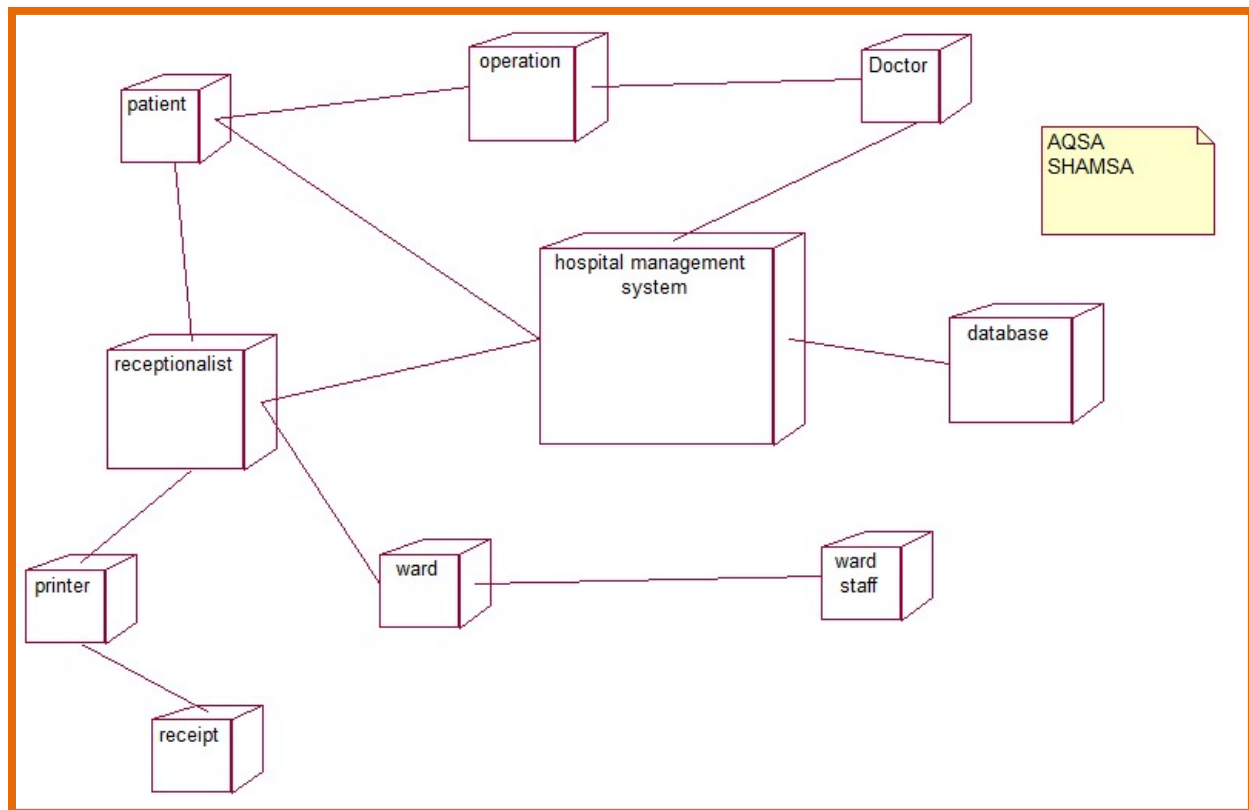 operation
Doctor
patient
AQSA
SHAMSA
hospital management
system
database
receptionalist
ward
ward
staff
printer
receipt